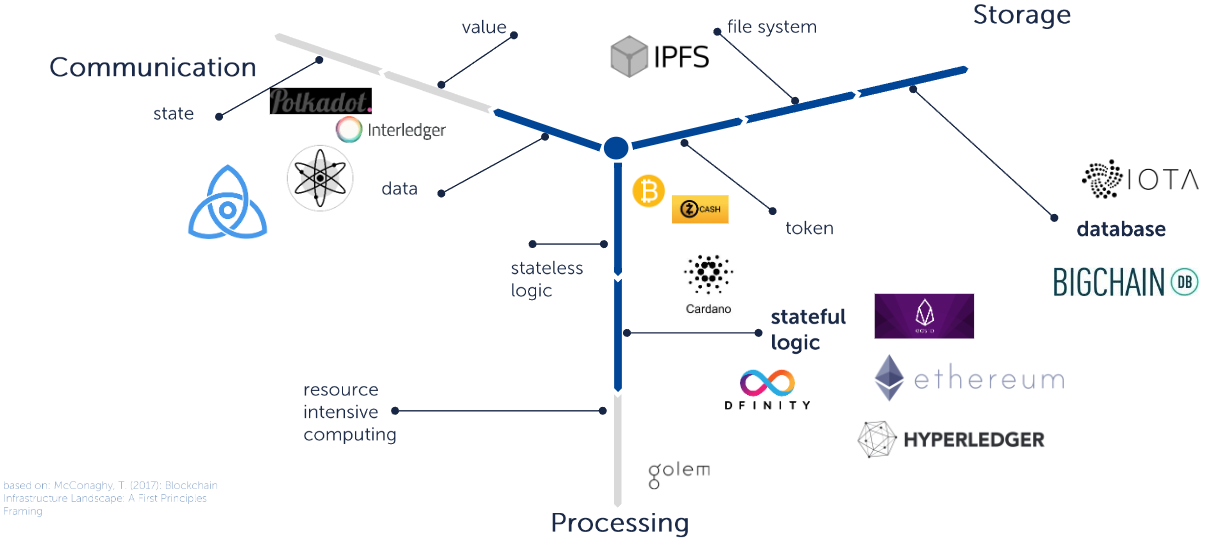 Storage
value
file system
IPFS
Communication
Polkadot.
state
Interledger
data
IOTA
CASH
token
database
stateless
logic
BIGCHAIN DB
Cardano
stateful
logic
ethereum
resource
intensive
computing
DFINITY
HYPERLEDGER
golem
based on: McConaghy, T. (2017): Blockchain
Infrastructure Landscape: A First Principles
Framing
Processing